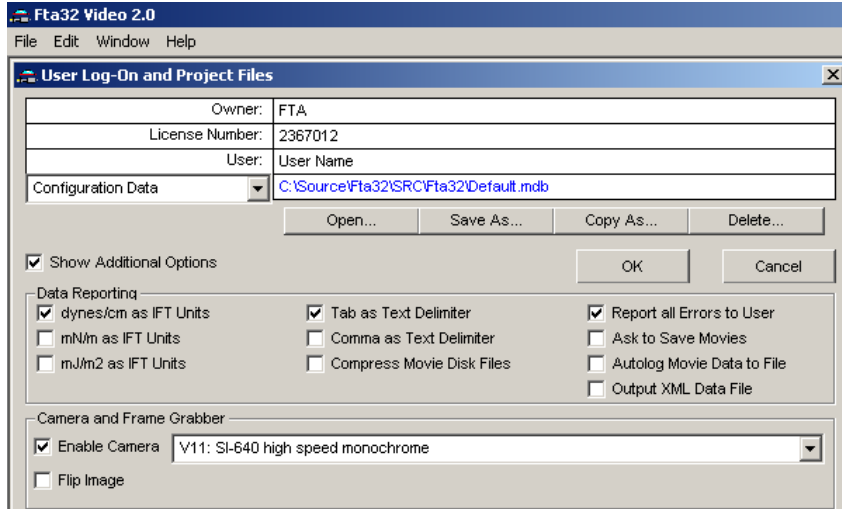 Fta32 Video 2.0
File Edit Window Help
User Log-On and Project Files
Owner: FTA
License Number: 2367012
User: User Name
Configuration Data C:\Source\Fta32\SRC\Fta32\Default.mdb
Open... Save As... Copy As... Delete...
Show Additional Options OK Cancel
Data Reporting
dynes/cm as IFT Units Tab as Text Delimiter Report all Errors to User
mN/m as IFT Units Comma as Text Delimiter Ask to Save Movies
mJ/m2 as IFT Units Compress Movie Disk Files Autolog Movie Data to File
Output XML Data File
Camera and Frame Grabber
Enable Camera V11: SI-640 high speed monochrome
Flip Image